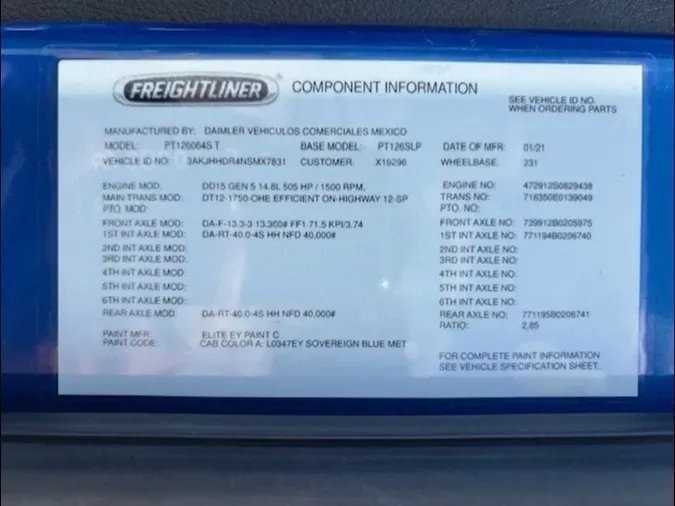 FREIGHTLINER COMPONENT INFORMATION
SEE VEHICLE ID NO.
WHEN ORDERING PARTS
MANUFACTURED BY: DAIMLER VEHICULOS COMERCIALES MEXICO
MODEL: PT126064S T BASE MODEL: PT126SLP DATE OF MFR: 01/21
VEHICLE ID NO: 3AKJHHDR4NSMX7831 CUSTOMER: X19296 WHEELBASE: 231
ENGINE MOD: DD15 GEN 5 14.8L 505 HP / 1500 RPM, ENGINE NO: 472912S0829438
MAIN TRANS MOD: DT12-1750-OHE EFFICIENT ON-HIGHWAY 12-SP TRANS NO: 716350E0139049
PTO. MOD: PTO. NO:
FRONT AXLE MOD: DA-F-13.3-3 13,300# FF1 71.5 KPI/3.74 FRONT AXLE NO: 739912B0205975
1ST INT AXLE MOD: DA-RT-40.0-4S HH NFD 40,000# 1ST INT AXLE NO: 771194B0206740
2ND INT AXLE MOD: 2ND INT AXLE NO:
3RD INT AXLE MOD: 3RD INT AXLE NO:
4TH INT AXLE MOD: 4TH INT AXLE NO:
5TH INT AXLE MOD: 5TH INT AXLE NO:
6TH INT AXLE MOD: 6TH INT AXLE NO:
REAR AXLE MOD: DA-RT-40.0-4S HH NFD 40,000# REAR AXLE NO: 771195B0206741
RATIO: 2.85
PAINT MFR: ELITE EY PAINT C
PAINT CODE: CAB COLOR A: L0347EY SOVEREIGN BLUE MET
FOR COMPLETE PAINT INFORMATION
SEE VEHICLE SPECIFICATION SHEET.